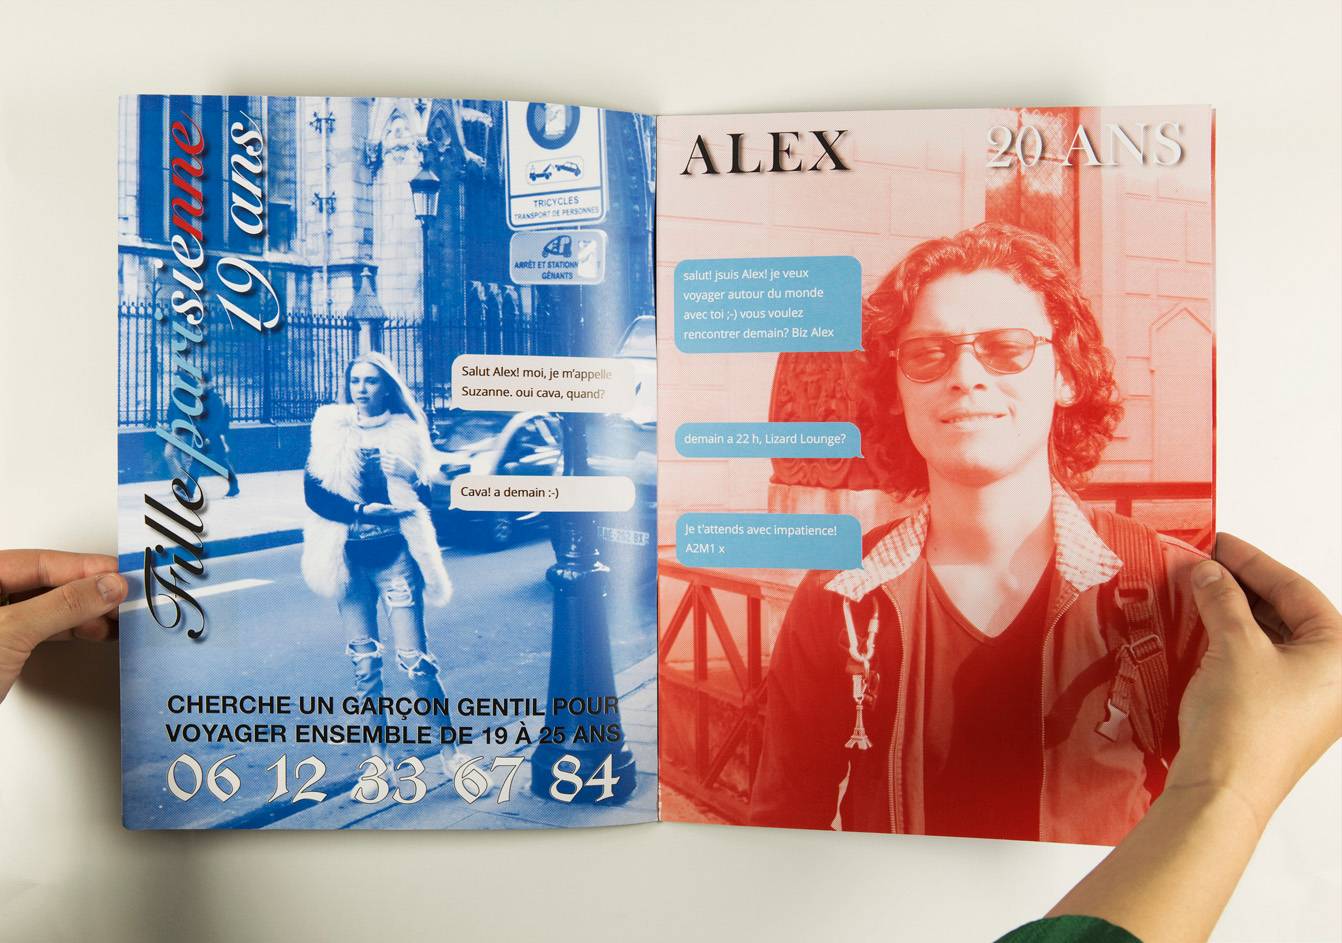 Fille parisienne
19 ans
TRICYCLES
TRANSPORT DE PERSONNES
ARRÊT ET STATIONN
GÊNANTS
Salut Alex! moi, je m'appelle
Suzanne. oui cava, quand?
Cava! a demain :-)
CHERCHE UN GARÇON GENTIL POUR
VOYAGER ENSEMBLE DE 19 À 25 ANS
06 12 33 67 84
ALEX
20 ANS
salut! jsuis Alex! je veux
voyager autour du monde
avec toi ;-) vous voulez
rencontrer demain? Biz Alex
demain a 22 h, Lizard Lounge?
Je t'attends avec impatience!
A2M1 x